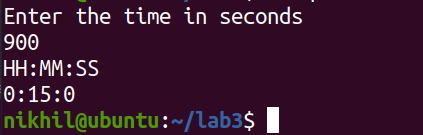 Enter the time in seconds
900
HH:MM:SS
0:15:0
nikhil@ubuntu:~/lab3$